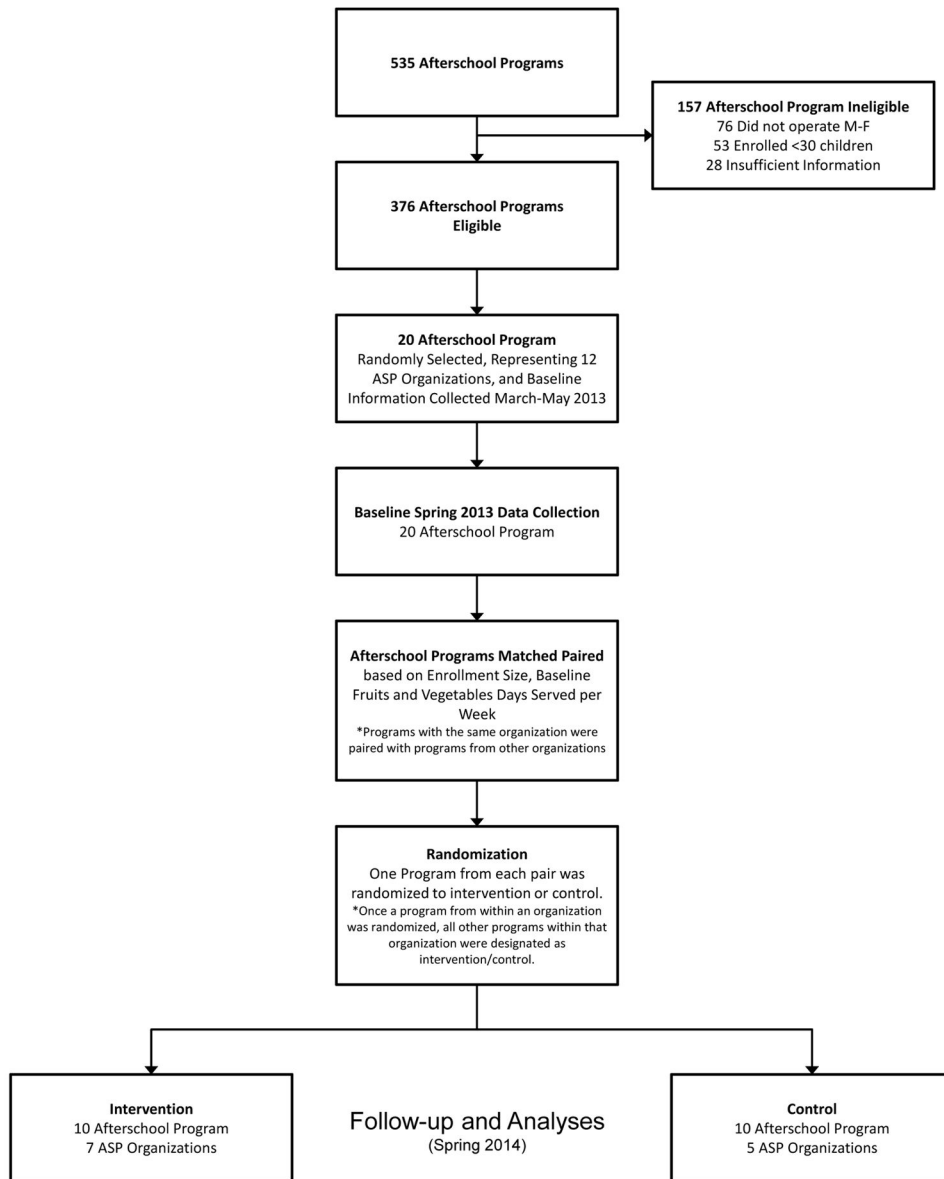 535 Afterschool Programs
157 Afterschool Program Ineligible
76 Did not operate M-F
53 Enrolled <30 children
28 Insufficient Information
376 Afterschool Programs
Eligible
20 Afterschool Program
Randomly Selected, Representing 12
ASP Organizations, and Baseline
Information Collected March-May 2013
Baseline Spring 2013 Data Collection
20 Afterschool Program
Afterschool Programs Matched Paired
based on Enrollment Size, Baseline
Fruits and Vegetables Days Served per
Week
*Programs with the same organization were
paired with programs from other organizations
Randomization
One Program from each pair was
randomized to intervention or control.
*Once a program from within an organization
was randomized, all other programs within that
organization were designated as
intervention/control.
Intervention
10 Afterschool Program
7 ASP Organizations
Follow-up and Analyses
(Spring 2014)
Control
10 Afterschool Program
5 ASP Organizations